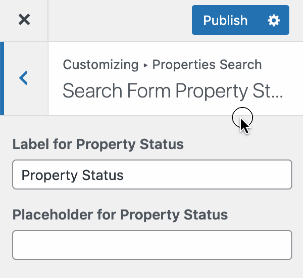 Publish
Customizing ▸ Properties Search
Search Form Property St...
Label for Property Status
Property Status
Placeholder for Property Status